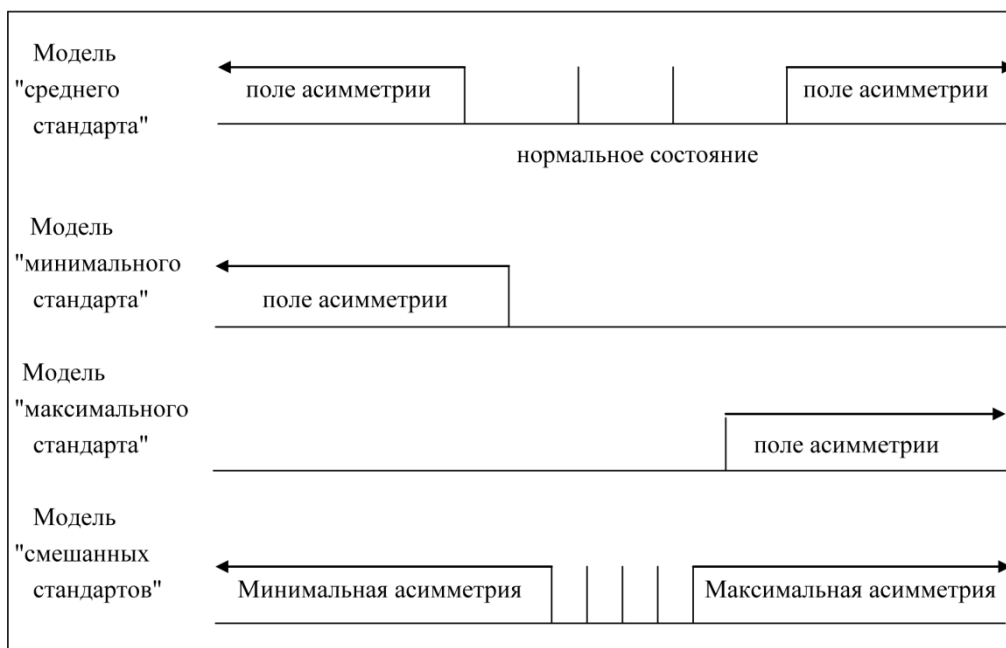 Модель
"среднего
стандарта"
поле асимметрии
поле асимметрии
нормальное состояние
Модель
"минимального
стандарта"
поле асимметрии
Модель
"максимального
стандарта"
поле асимметрии
Модель
"смешанных
стандартов"
Минимальная асимметрия
Максимальная асимметрия